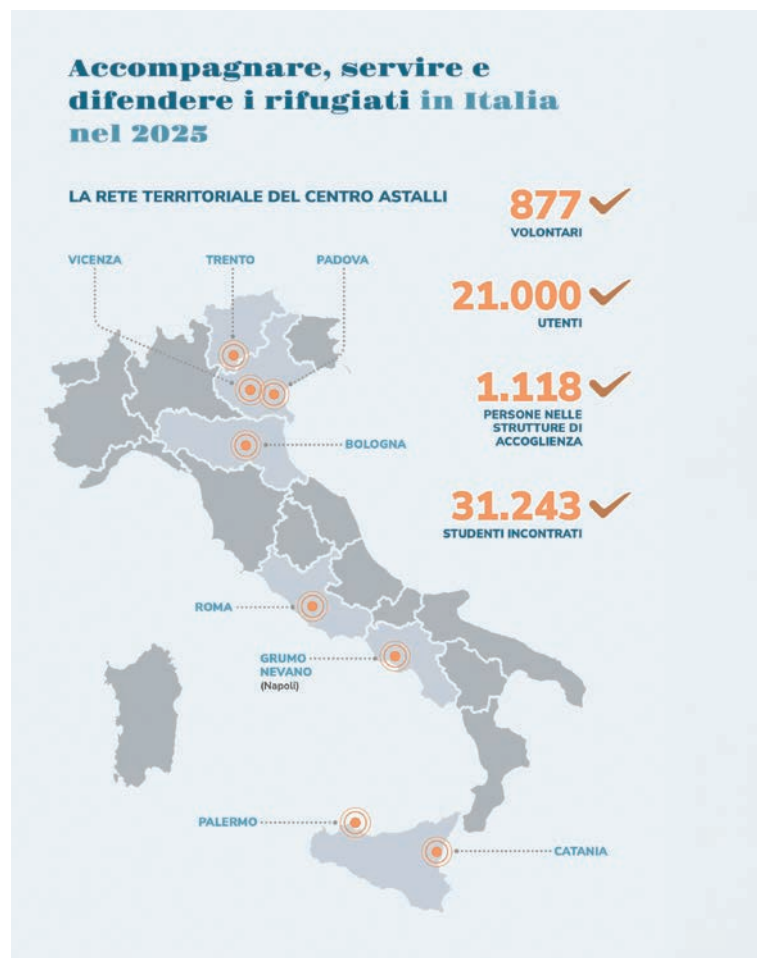 Accompagnare, servire e
difendere i rifugiati in Italia
nel 2025
LA RETE TERRITORIALE DEL CENTRO ASTALLI
877
VOLONTARI
21.000
UTENTI
1.118
PERSONE NELLE
STRUTTURE DI
ACCOGLIENZA
31.243
STUDENTI INCONTRATI
VICENZA
TRENTO
PADOVA
BOLOGNA
ROMA
GRUMO
NEVANO
(Napoli)
PALERMO
CATANIA